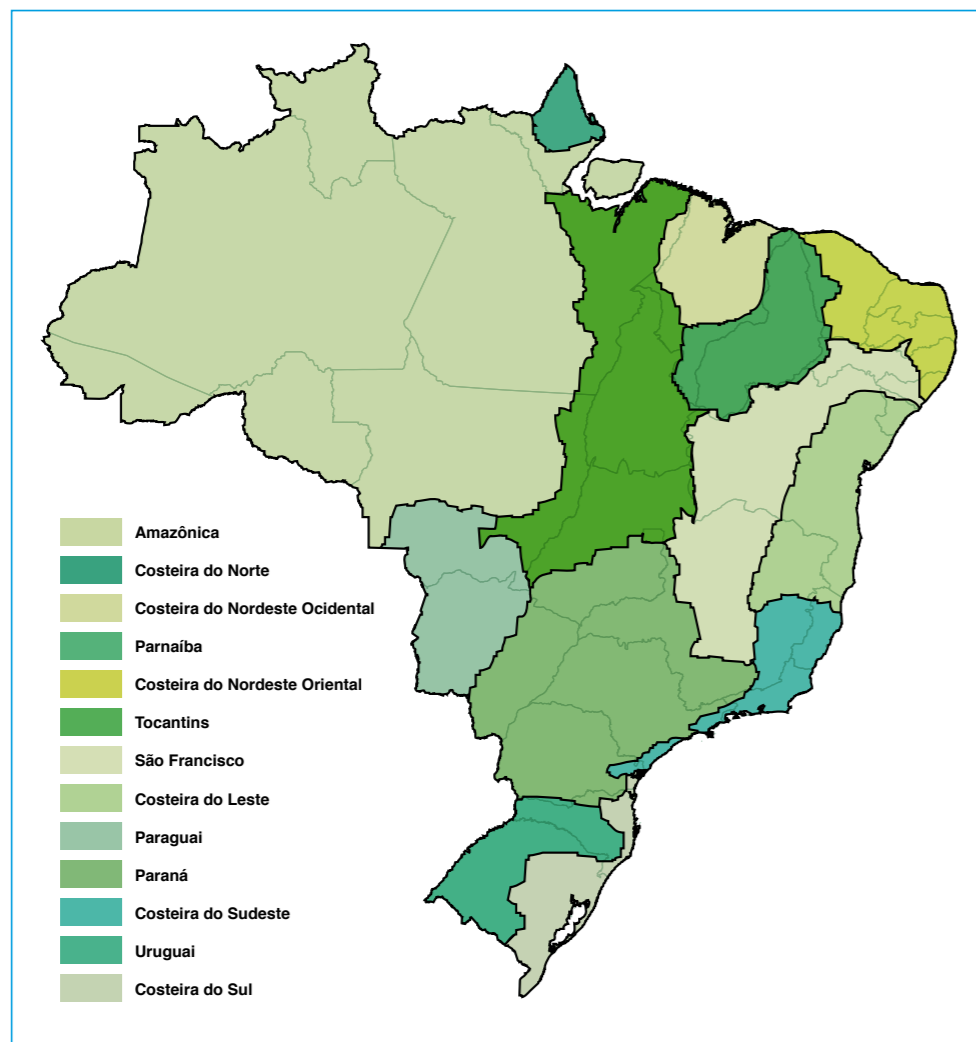 Amazônica
Costeira do Norte
Costeira do Nordeste Ocidental
Parnaíba
Costeira do Nordeste Oriental
Tocantins
São Francisco
Costeira do Leste
Paraguai
Paraná
Costeira do Sudeste
Uruguai
Costeira do Sul